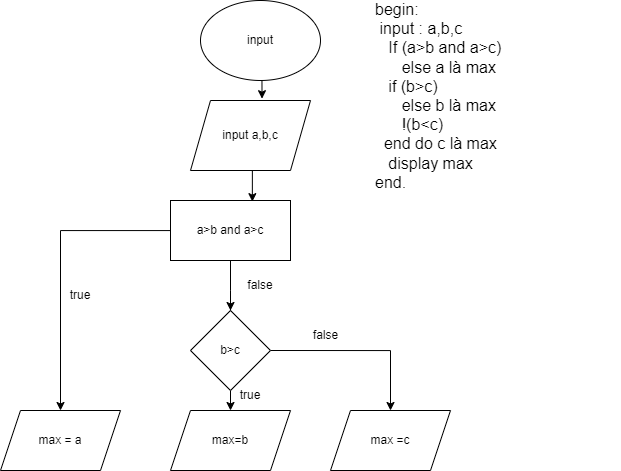 input
input a,b,c
a>b and a>c
true
false
b>c
false
true
max = a
max=b
max =c
begin:
input : a,b,c
If (a>b and a>c)
else a là max
if (b>c)
else b là max
!(b<c)
end do c là max
display max
end.